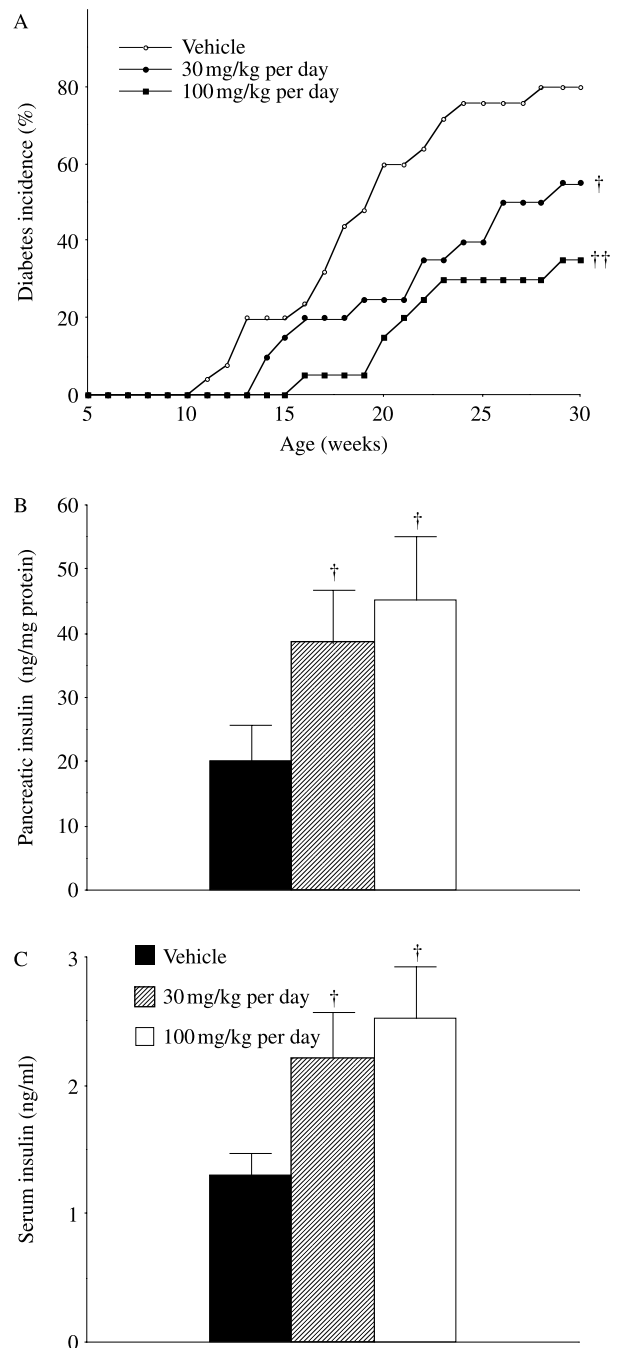 A
Vehicle
30 mg/kg per day
100 mg/kg per day
Diabetes incidence (%)
80
60
40
20
0
†
††
5 10 15 20 25 30
Age (weeks)
B
Pancreatic insulin (ng/mg protein)
60
50
40
30
20
10
0
†
†
C
Serum insulin (ng/ml)
3
2
1
0
Vehicle
30 mg/kg per day
100 mg/kg per day
†
†